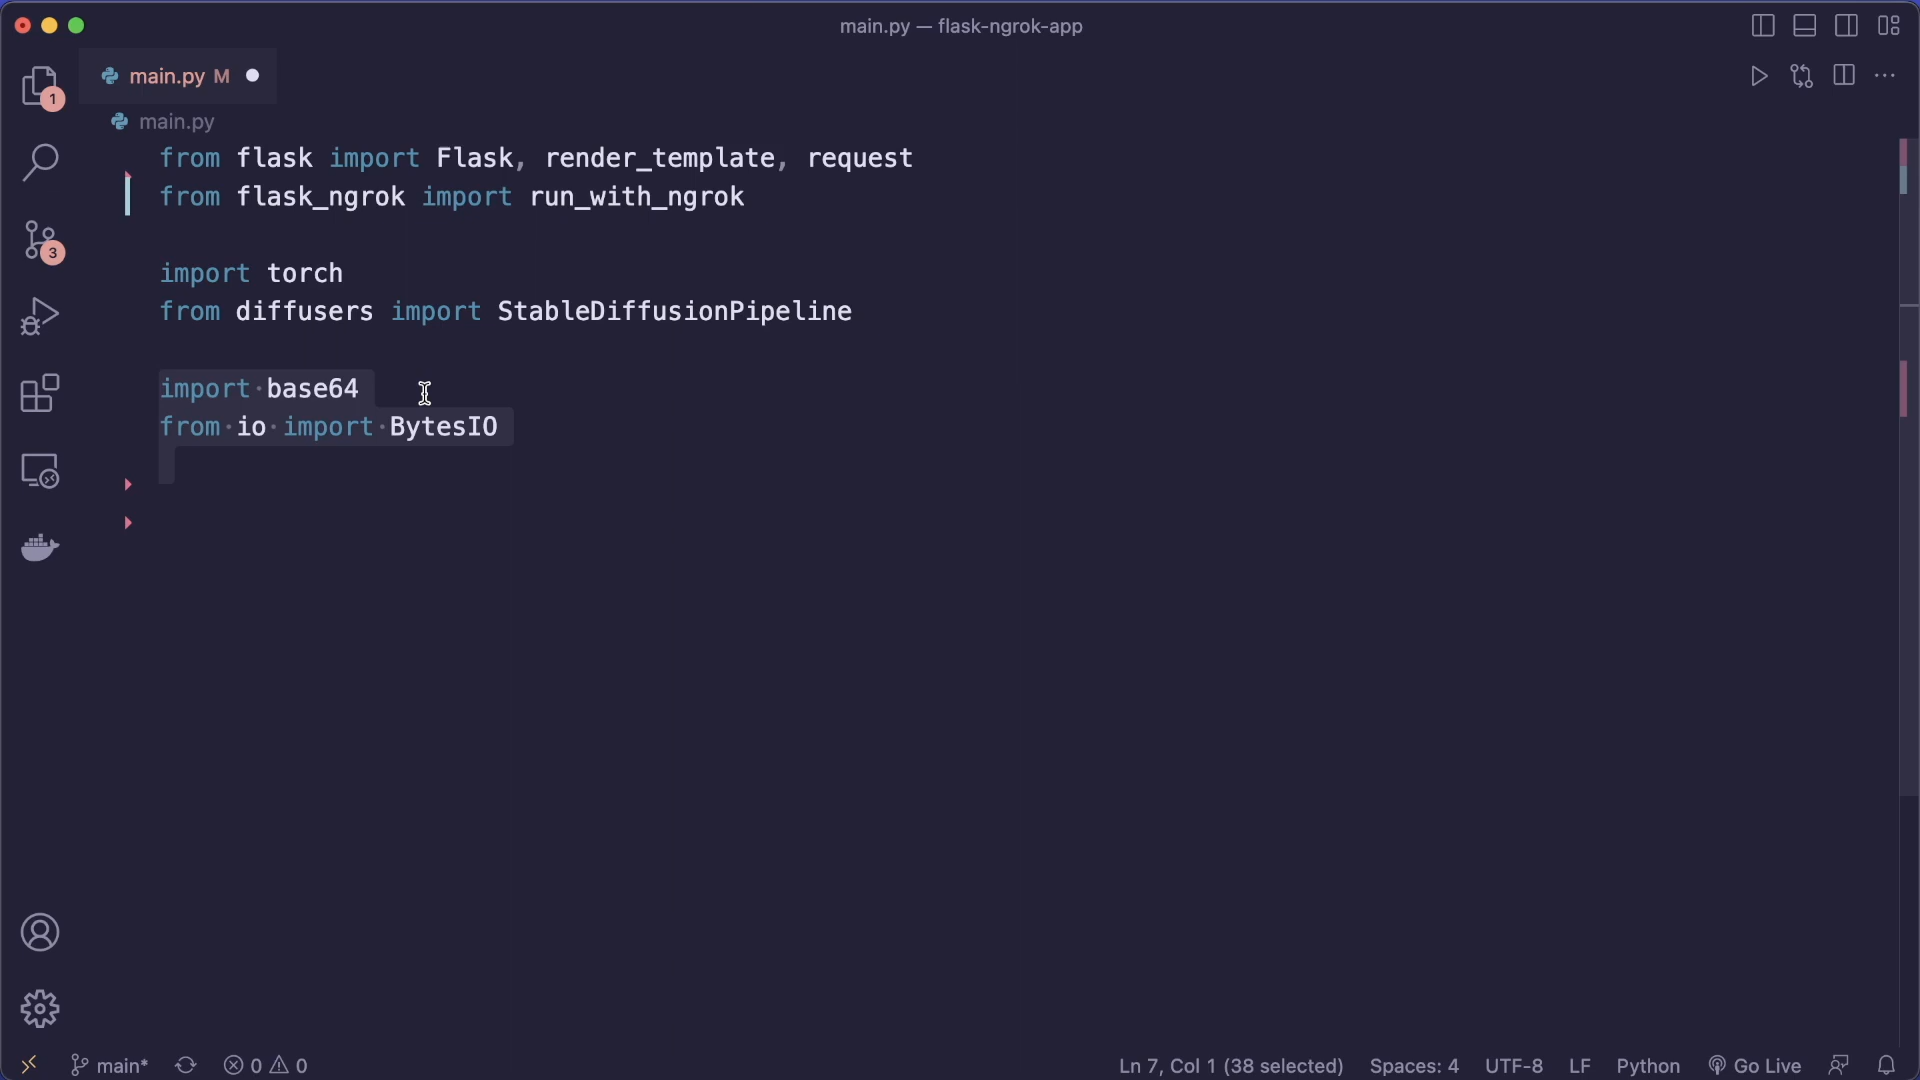 main.py — flask-ngrok-app
main.py M
1
main.py
from flask import Flask, render_template, request
from flask_ngrok import run_with_ngrok
3
import torch
from diffusers import StableDiffusionPipeline
import base64
from io import BytesIO
main* 0 0 Ln 7, Col 1 (38 selected) Spaces: 4 UTF-8 LF Python Go Live